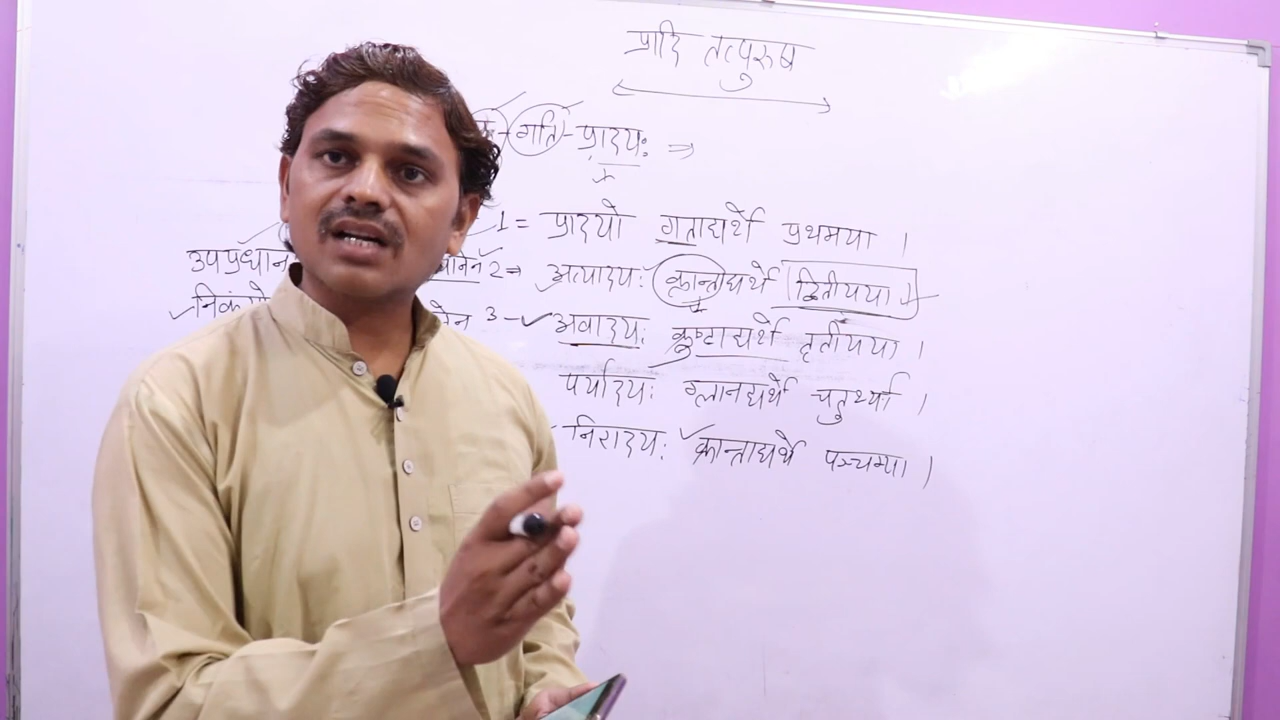 प्रादि तत्पुरुष
गति - प्रादयः ⇒
1 = प्रादयो गताद्यर्थे प्रथमया ।
उपप्रधान 2 ⇒ अत्यादयः क्रान्ताद्यर्थे द्वितीयया ।
3 - ✓ अवादयः क्रुष्टाद्यर्थे तृतीयया ।
पर्यादयः ग्लानद्यर्थे चतुर्थ्या ।
निरादयः ✓ क्रान्ताद्यर्थे पञ्चम्या ।